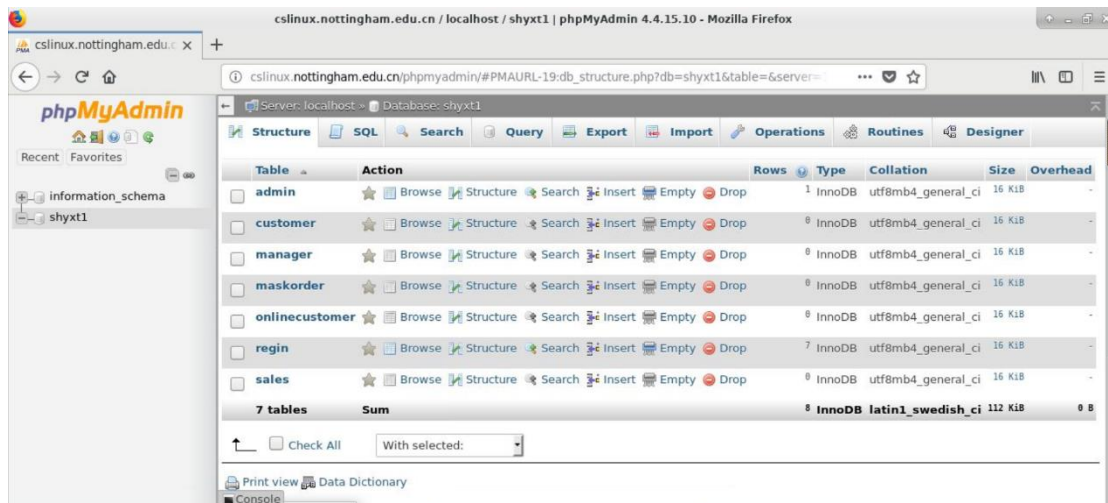 cslinux.nottingham.edu.cn / localhost / shyxt1 | phpMyAdmin 4.4.15.10 - Mozilla Firefox
cslinux.nottingham.edu.c
cslinux.nottingham.edu.cn/phpmyadmin/#PMAURL-19:db_structure.php?db=shyxt1&table=&server=
phpMyAdmin
Recent Favorites
information_schema
shyxt1
Server: localhost » Database: shyxt1
Structure SQL Search Query Export Import Operations Routines Designer
Table Action Rows Type Collation Size Overhead
admin Browse Structure Search Insert Empty Drop 1 InnoDB utf8mb4_general_ci 16 KiB -
customer Browse Structure Search Insert Empty Drop 0 InnoDB utf8mb4_general_ci 16 KiB -
manager Browse Structure Search Insert Empty Drop 0 InnoDB utf8mb4_general_ci 16 KiB -
maskorder Browse Structure Search Insert Empty Drop 0 InnoDB utf8mb4_general_ci 16 KiB -
onlinecustomer Browse Structure Search Insert Empty Drop 0 InnoDB utf8mb4_general_ci 16 KiB -
regin Browse Structure Search Insert Empty Drop 7 InnoDB utf8mb4_general_ci 16 KiB -
sales Browse Structure Search Insert Empty Drop 0 InnoDB utf8mb4_general_ci 16 KiB -
7 tables Sum 8 InnoDB latin1_swedish_ci 112 KiB 0 B
Check All With selected:
Print view Data Dictionary
Console